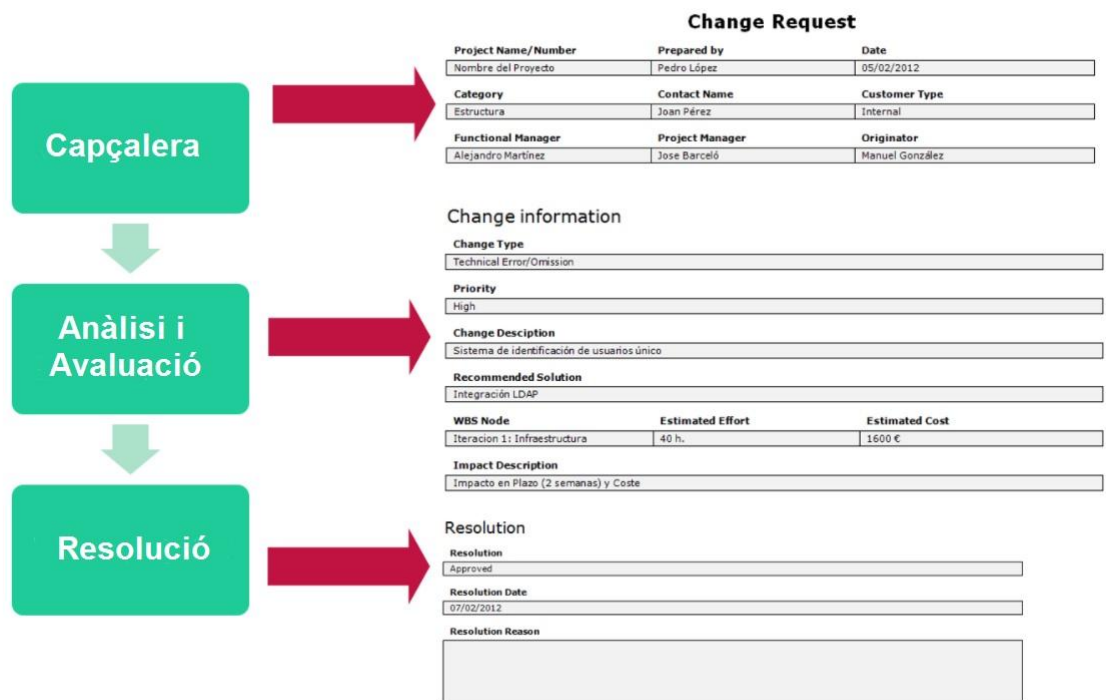 Capçalera
Anàlisi i
Avaluació
Resolució
Change Request
Project Name/Number Prepared by Date
Nombre del Proyecto Pedro López 05/02/2012
Category Contact Name Customer Type
Estructura Joan Pérez Internal
Functional Manager Project Manager Originator
Alejandro Martínez Jose Barceló Manuel González
Change information
Change Type
Technical Error/Omission
Priority
High
Change Desciption
Sistema de identificación de usuarios único
Recommended Solution
Integración LDAP
WBS Node Estimated Effort Estimated Cost
Iteracion 1: Infraestructura 40 h. 1600 €
Impact Description
Impacto en Plazo (2 semanas) y Coste
Resolution
Resolution
Approved
Resolution Date
07/02/2012
Resolution Reason